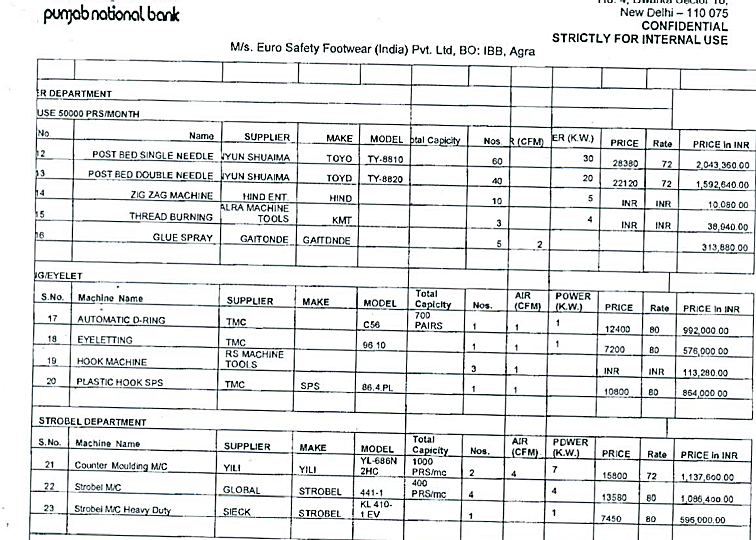 punjab national bank
New Delhi – 110 075
CONFIDENTIAL
STRICTLY FOR INTERNAL USE
M/s. Euro Safety Footwear (India) Pvt. Ltd, BO: IBB, Agra
ER DEPARTMENT
USE 50000 PRS/MONTH
No. Name SUPPLIER MAKE MODEL otal Capicity Nos. R (CFM) ER (K.W.) PRICE Rate PRICE in INR
12 POST BED SINGLE NEEDLE NYUN SHUAIMA TOYO TY-8810 60 30 28380 72 2,043,360.00
13 POST BED DOUBLE NEEDLE NYUN SHUAIMA TOYD TY-8820 40 20 22120 72 1,592,640.00
14 ZIG ZAG MACHINE HIND ENT. HIND 10 5 INR INR 10,080.00
15 THREAD BURNING ALRA MACHINE TOOLS KMT 3 4 INR INR 38,940.00
16 GLUE SPRAY GAITONDE GAITDNDE 5 2 313,880.00
IG/EYELET
S.No. Machine Name SUPPLIER MAKE MODEL Total Capicity Nos. AIR (CFM) POWER (K.W.) PRICE Rate PRICE in INR
17 AUTOMATIC D-RING TMC C56 700 PAIRS 1 1 1 12400 80 992,000.00
18 EYELETTING TMC 96 10 1 1 1 7200 80 576,000.00
19 HOOK MACHINE RS MACHINE TOOLS 3 1 INR INR 113,280.00
20 PLASTIC HOOK SPS TMC SPS 86.4.PL 1 1 10800 80 864,000.00
STROBEL DEPARTMENT
S.No. Machine Name SUPPLIER MAKE MODEL Total Capicity Nos. AIR (CFM) PDWER (K.W.) PRICE Rate PRICE in INR
21 Counter Moulding M/C YILI YILI YL-686N 2HC 1000 PRS/mc 2 4 7 15800 72 1,137,600.00
22 Strobel M/C GLOBAL STROBEL 441-1 400 PRS/mc 4 4 13580 80 1,086,400.00
23 Strobel M/C Heavy Duty SIECK STROBEL KL 410-1 EV 1 1 7450 80 596,000.00